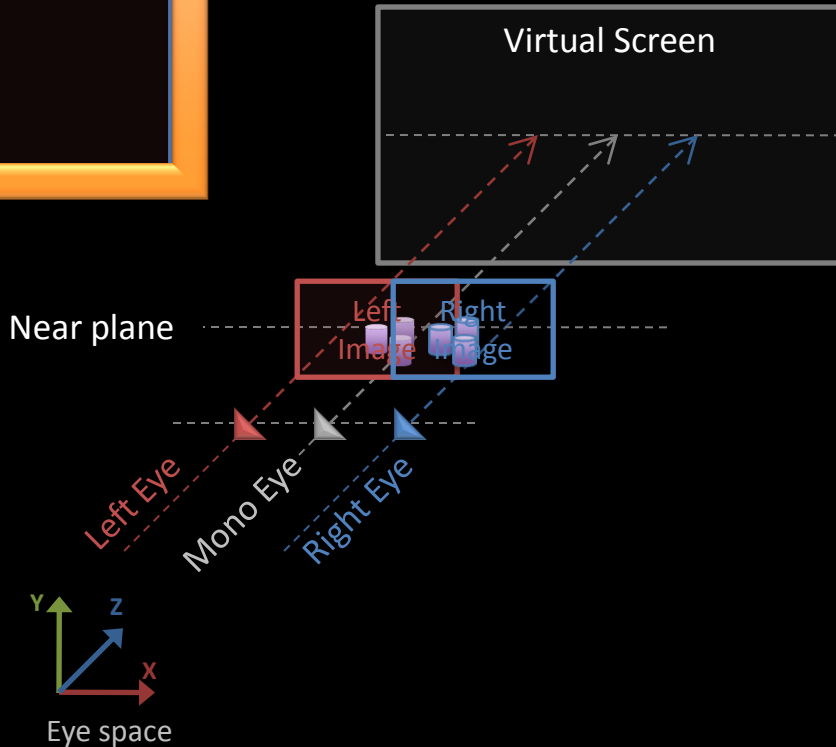 Virtual Screen
Near plane
Left
Image
Right
Image
Left Eye
Mono Eye
Right Eye
Y
Z
X
Eye space